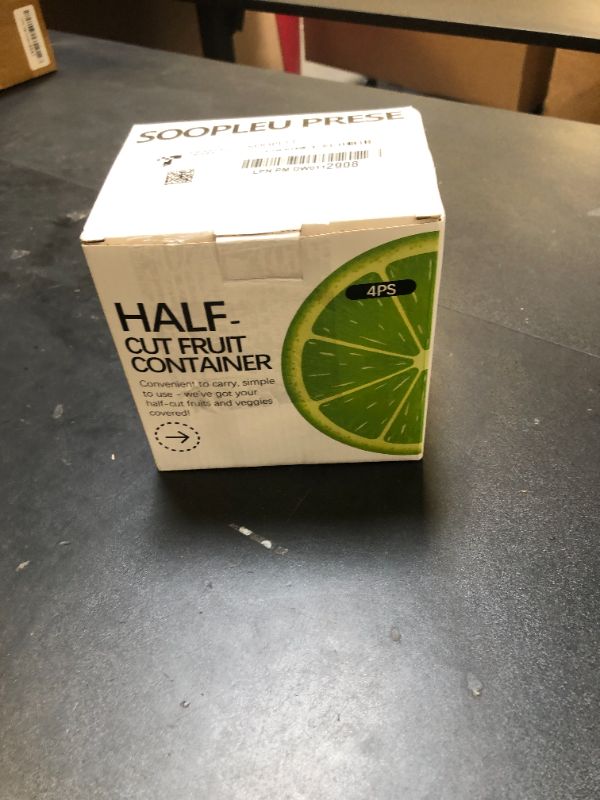 SOOPLEU PRESE
HALF-
CUT FRUIT
CONTAINER
4PS
Convenient to carry, simple
to use - we've got your
half-cut fruits and veggies
covered!